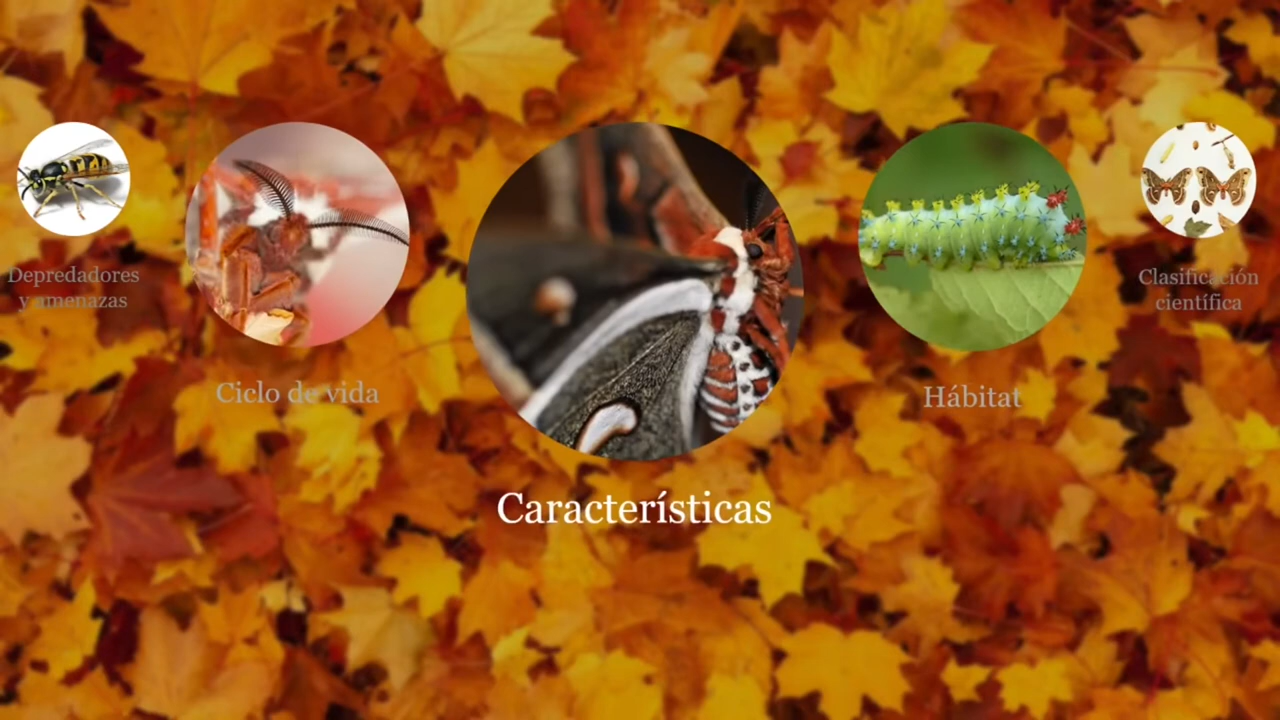 Depredadores
y amenazas
Ciclo de vida
Características
Hábitat
Clasificación
científica